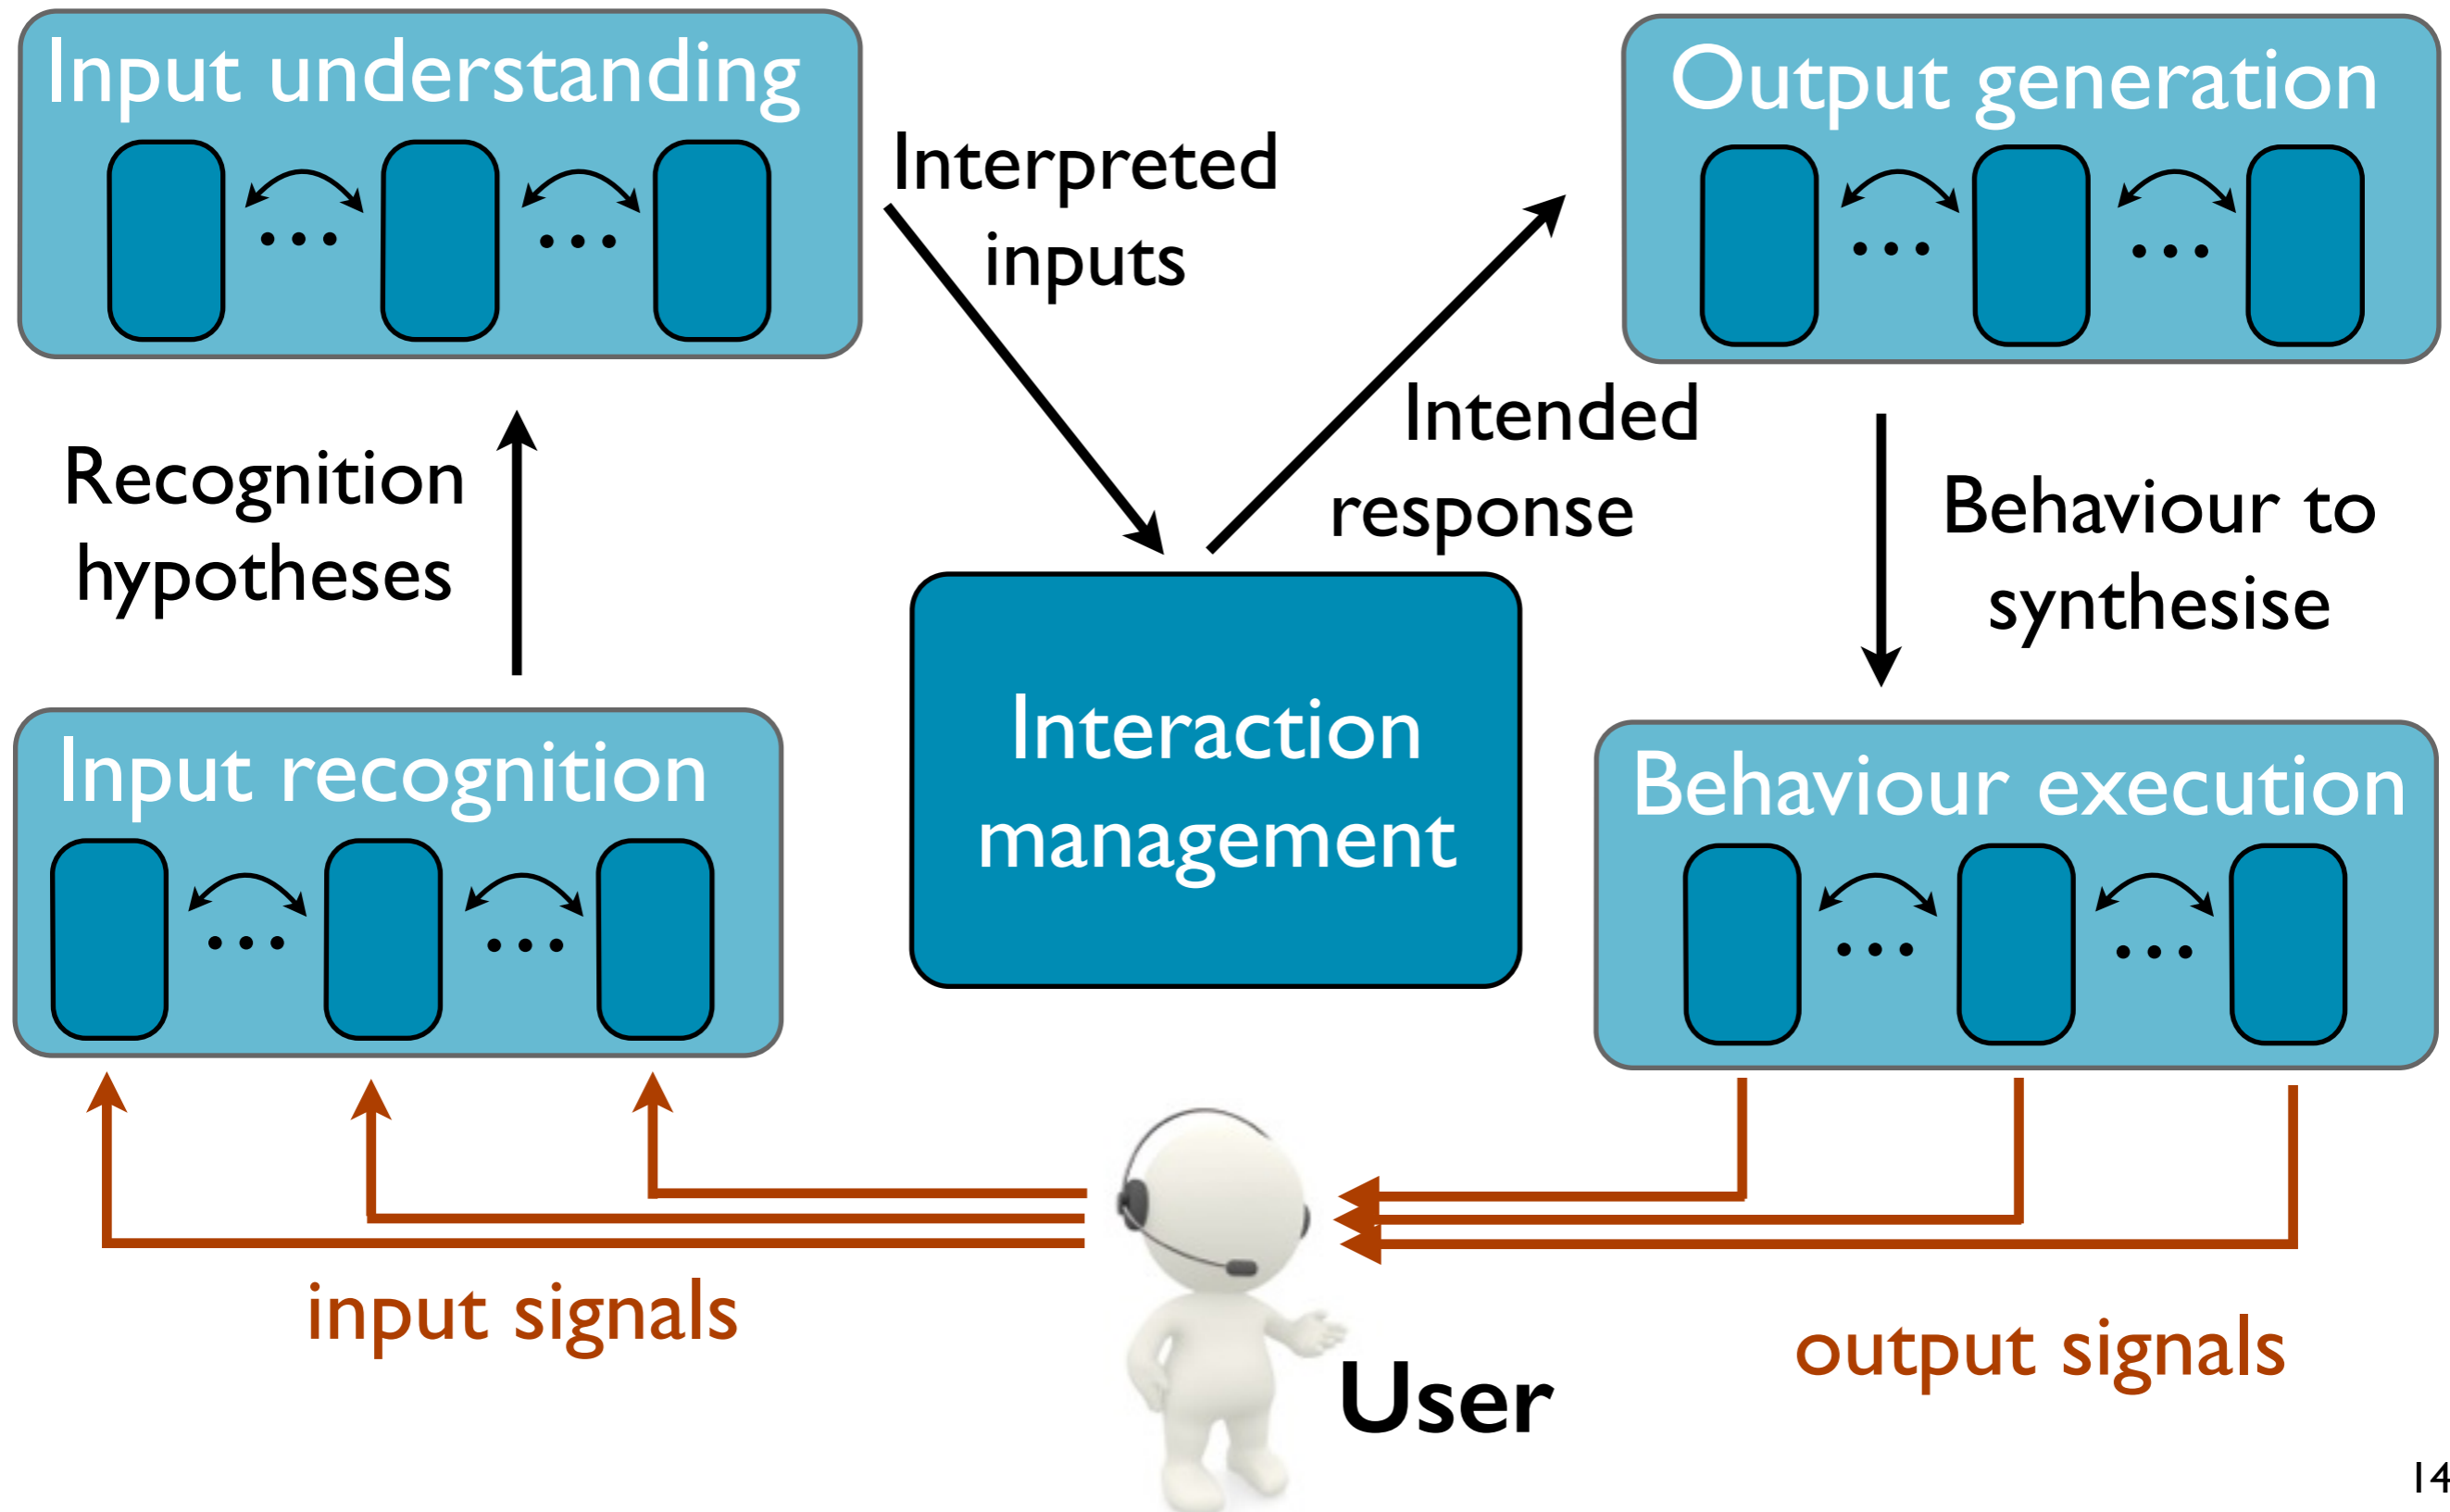 Input understanding
Output generation
Interpreted
inputs
Intended
response
Recognition
hypotheses
Behaviour to
synthesise
Input recognition
Interaction
management
Behaviour execution
input signals
output signals
User
14